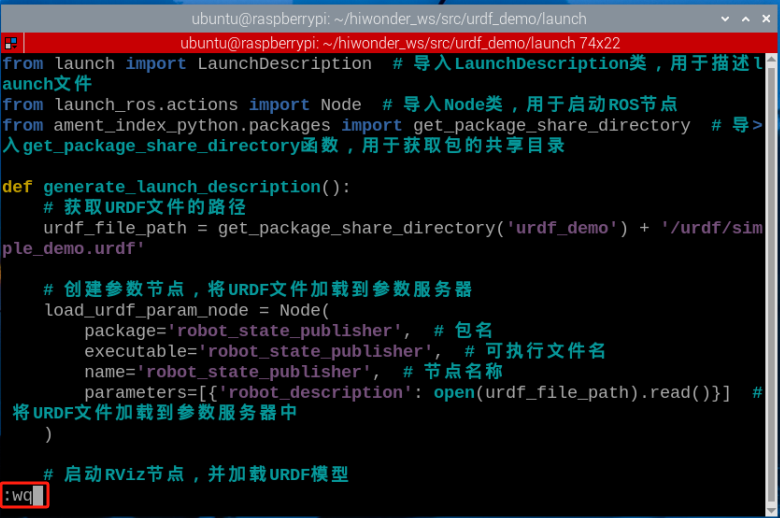 ubuntu@raspberrypi: ~/hiwonder_ws/src/urdf_demo/launch
ubuntu@raspberrypi: ~/hiwonder_ws/src/urdf_demo/launch 74x22
from launch import LaunchDescription  # 导入LaunchDescription类，用于描述l
aunch文件
from launch_ros.actions import Node  # 导入Node类，用于启动ROS节点
from ament_index_python.packages import get_package_share_directory  # 导>
入get_package_share_directory函数，用于获取包的共享目录
def generate_launch_description():
    # 获取URDF文件的路径
    urdf_file_path = get_package_share_directory('urdf_demo') + '/urdf/sim
ple_demo.urdf'
    # 创建参数节点，将URDF文件加载到参数服务器
    load_urdf_param_node = Node(
        package='robot_state_publisher',  # 包名
        executable='robot_state_publisher',  # 可执行文件名
        name='robot_state_publisher',  # 节点名称
        parameters=[{'robot_description': open(urdf_file_path).read()}]  #
 将URDF文件加载到参数服务器中
    )
    # 启动RViz节点，并加载URDF模型
:wq